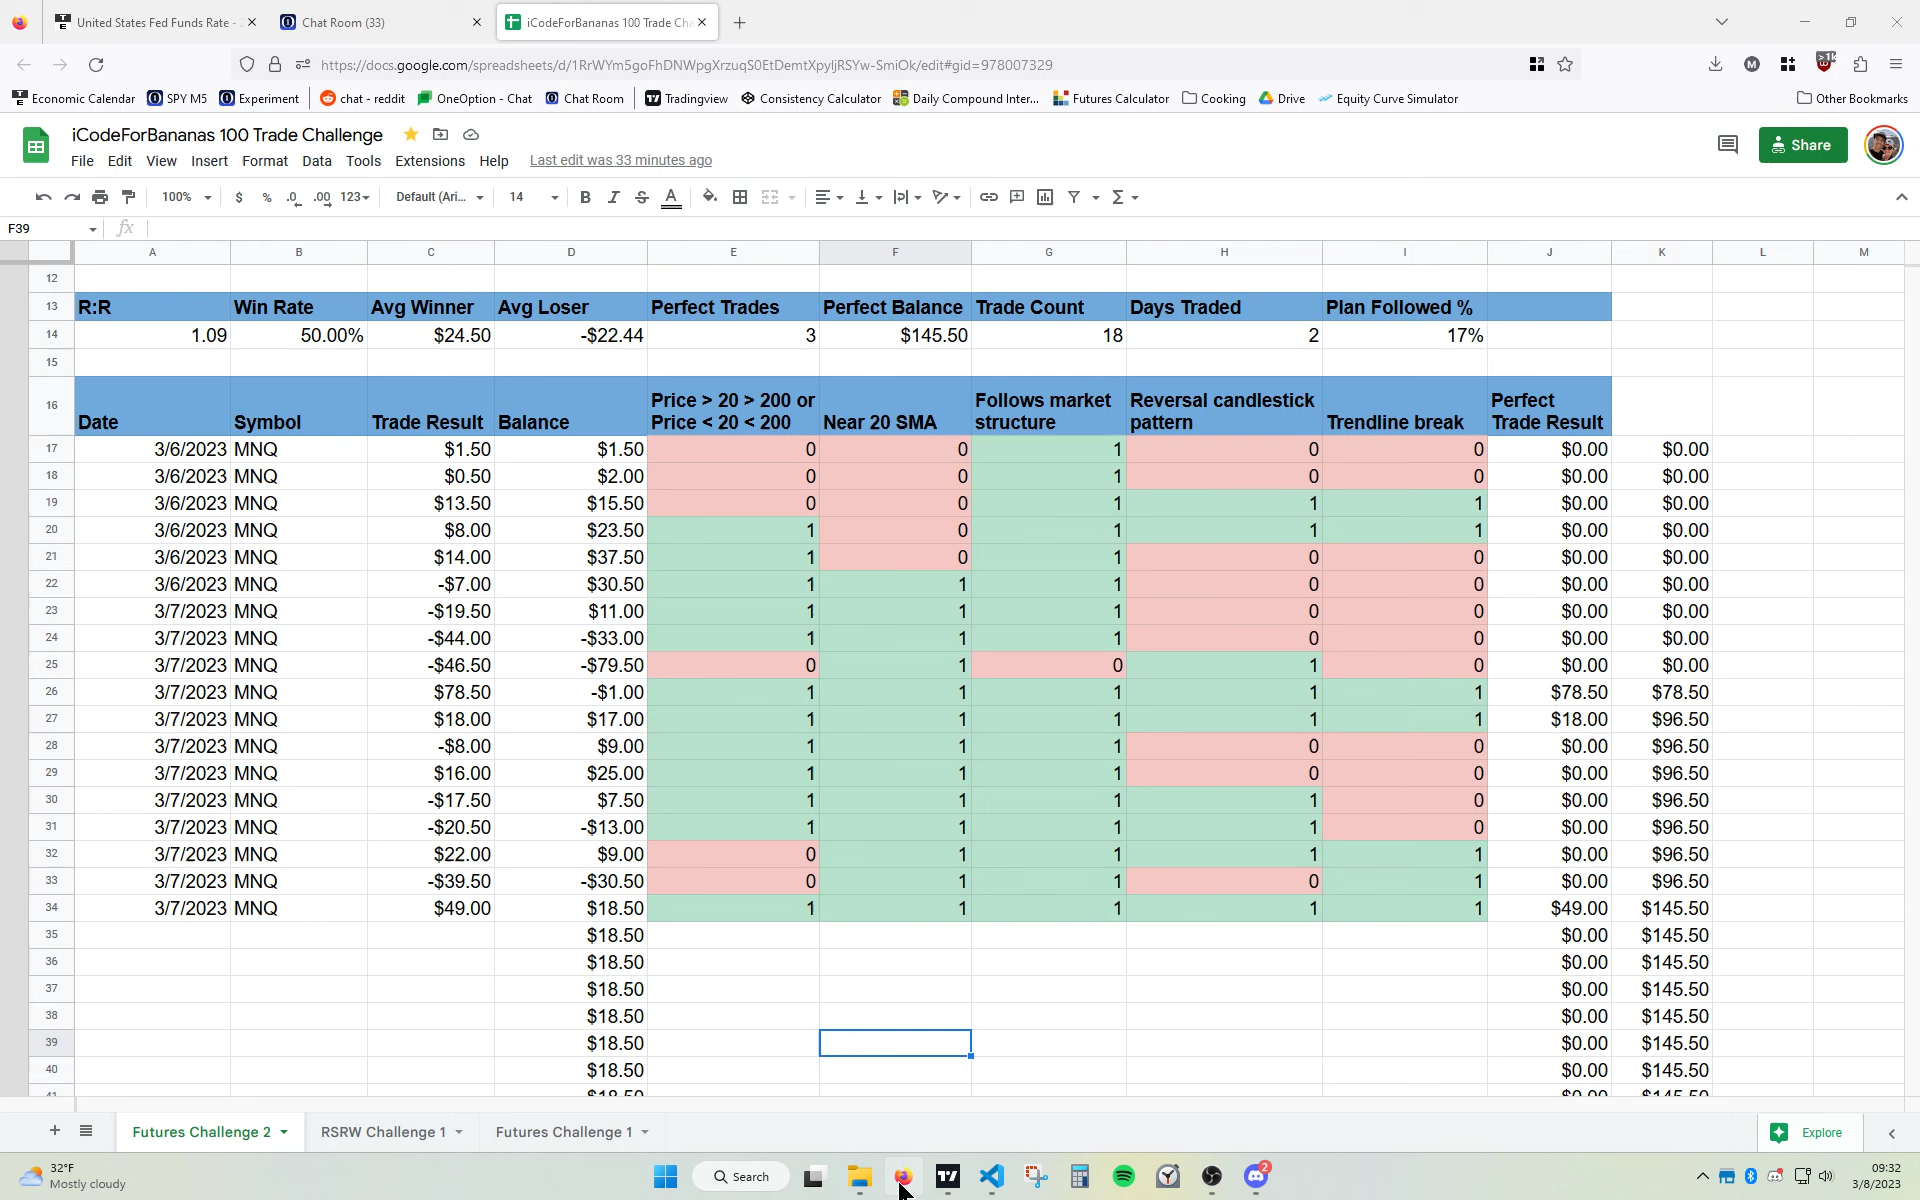 United States Fed Funds Rate -
Chat Room (33)
iCodeForBananas 100 Trade Ch
https://docs.google.com/spreadsheets/d/1RrWYm5goFhDNWpgXrzuqS0EtDemtXpyljRSYw-SmiOk/edit#gid=978007329
M
>1k
Economic Calendar SPY M5 Experiment chat - reddit OneOption - Chat Chat Room Tradingview Consistency Calculator Daily Compound Inter... Futures Calculator Cooking Drive Equity Curve Simulator Other Bookmarks
iCodeForBananas 100 Trade Challenge
Share
File Edit View Insert Format Data Tools Extensions Help Last edit was 33 minutes ago
100% $ % .0 .00 123 Default (Ari... 14 B I S A Σ
F39 fx
A B C D E F G H I J K L M
12
13 R:R Win Rate Avg Winner Avg Loser Perfect Trades Perfect Balance Trade Count Days Traded Plan Followed %
14 1.09 50.00% $24.50 -$22.44 3 $145.50 18 2 17%
15
Price > 20 > 200 or Follows market Reversal candlestick Perfect
16 Date Symbol Trade Result Balance Price < 20 < 200 Near 20 SMA structure pattern Trendline break Trade Result
17 3/6/2023 MNQ $1.50 $1.50 0 0 1 0 0 $0.00 $0.00
18 3/6/2023 MNQ $0.50 $2.00 0 0 1 0 0 $0.00 $0.00
19 3/6/2023 MNQ $13.50 $15.50 0 0 1 1 1 $0.00 $0.00
20 3/6/2023 MNQ $8.00 $23.50 1 0 1 1 1 $0.00 $0.00
21 3/6/2023 MNQ $14.00 $37.50 1 0 1 0 0 $0.00 $0.00
22 3/6/2023 MNQ -$7.00 $30.50 1 1 1 0 0 $0.00 $0.00
23 3/7/2023 MNQ -$19.50 $11.00 1 1 1 0 0 $0.00 $0.00
24 3/7/2023 MNQ -$44.00 -$33.00 1 1 1 0 0 $0.00 $0.00
25 3/7/2023 MNQ -$46.50 -$79.50 0 1 0 1 0 $0.00 $0.00
26 3/7/2023 MNQ $78.50 -$1.00 1 1 1 1 1 $78.50 $78.50
27 3/7/2023 MNQ $18.00 $17.00 1 1 1 1 1 $18.00 $96.50
28 3/7/2023 MNQ -$8.00 $9.00 1 1 1 0 0 $0.00 $96.50
29 3/7/2023 MNQ $16.00 $25.00 1 1 1 0 0 $0.00 $96.50
30 3/7/2023 MNQ -$17.50 $7.50 1 1 1 1 0 $0.00 $96.50
31 3/7/2023 MNQ -$20.50 -$13.00 1 1 1 1 0 $0.00 $96.50
32 3/7/2023 MNQ $22.00 $9.00 0 1 1 1 1 $0.00 $96.50
33 3/7/2023 MNQ -$39.50 -$30.50 0 1 1 0 1 $0.00 $96.50
34 3/7/2023 MNQ $49.00 $18.50 1 1 1 1 1 $49.00 $145.50
35 $18.50 $0.00 $145.50
36 $18.50 $0.00 $145.50
37 $18.50 $0.00 $145.50
38 $18.50 $0.00 $145.50
39 $18.50 $0.00 $145.50
40 $18.50 $0.00 $145.50
41 $18.50 $0.00 $145.50
Futures Challenge 2 RSRW Challenge 1 Futures Challenge 1 Explore
32°F
Mostly cloudy
Search
2
09:32
3/8/2023